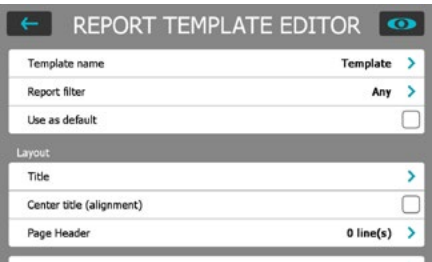 REPORT TEMPLATE EDITOR
Template name Template
Report filter Any
Use as default
Layout
Title
Center title (alignment)
Page Header 0 line(s)